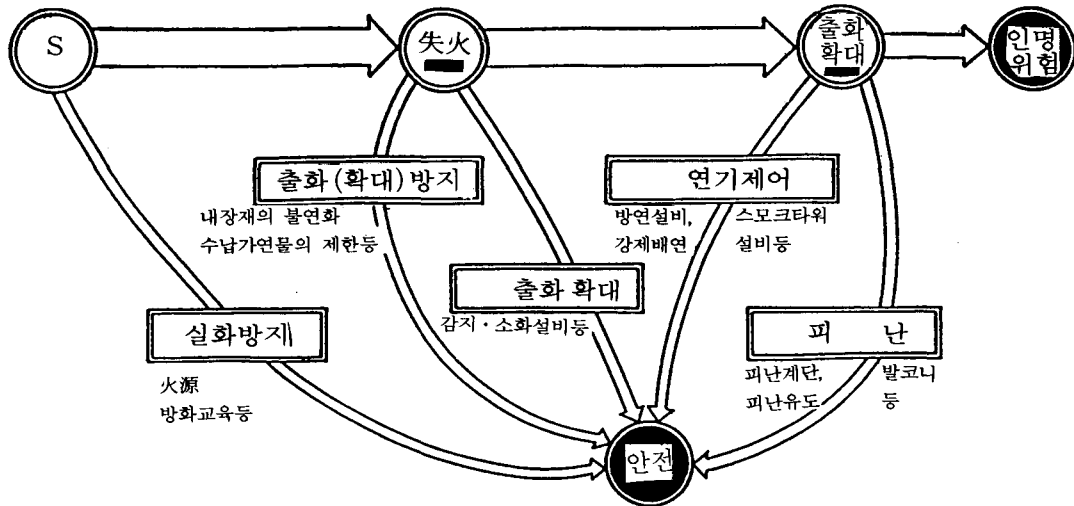 S
失火
출화
확대
인명
위험
출화(확대)방지
내장재의 불연화
수납가연물의 제한등
연기제어
방연설비, 스모크타워
강제배연 설비등
출화 확대
감지·소화설비등
실화방지
火源
방화교육등
피 난
피난계단, 발코니
피난유도 등
안전